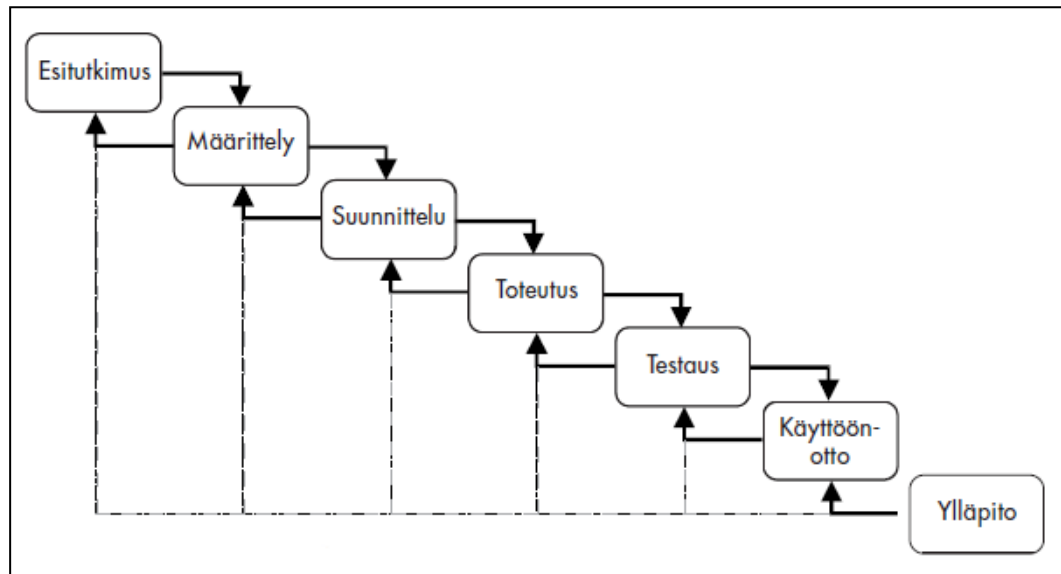 Esitutkimus
Määrittely
Suunnittelu
Toteutus
Testaus
Käyttöön-
otto
Ylläpito